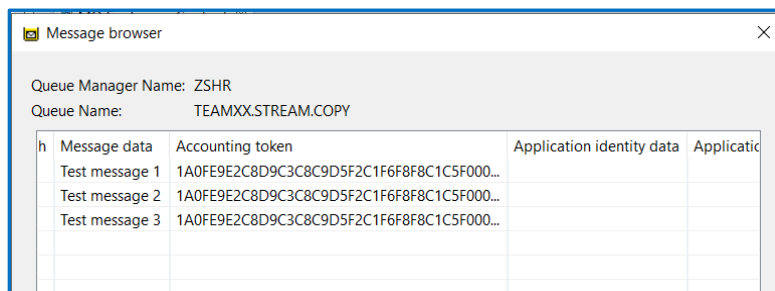 Message browser
Queue Manager Name: ZSHR
Queue Name: TEAMXX.STREAM.COPY
h Message data Accounting token Application identity data Applicatic
Test message 1 1A0FE9E2C8D9C3C8C9D5F2C1F6F8F8C1C5F000...
Test message 2 1A0FE9E2C8D9C3C8C9D5F2C1F6F8F8C1C5F000...
Test message 3 1A0FE9E2C8D9C3C8C9D5F2C1F6F8F8C1C5F000...